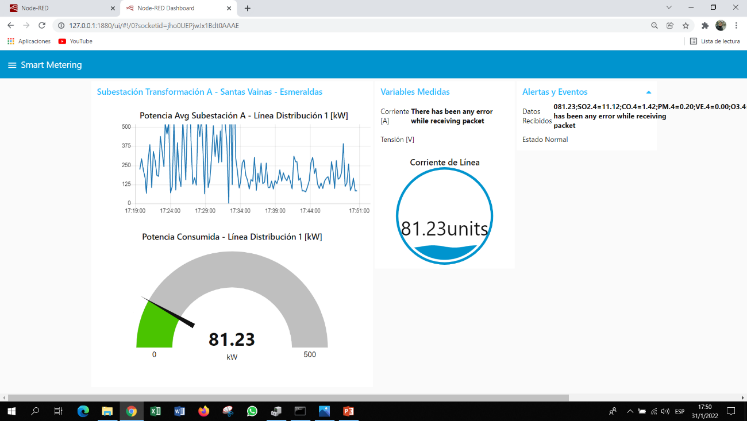 Node-RED
Node-RED Dashboard
127.0.0.1:1880/ui/#!/0?socketid=jho0UEPjwIx1Bdt0AAAE
Aplicaciones
YouTube
Lista de lectura
Smart Metering
Subestación Transformación A - Santas Vainas - Esmeraldas
Potencia Avg Subestación A - Línea Distribución 1 [kW]
500
375
250
125
0
17:19:00
17:24:00
17:29:00
17:34:00
17:39:00
17:44:00
17:51:00
Potencia Consumida - Línea Distribución 1 [kW]
81.23
kW
0
500
Variables Medidas
Corriente [A]
There has been any error
while receiving packet
Tensión [V]
Corriente de Línea
81.23units
Alertas y Eventos
Datos Recibidos
081.23;SO2.4=11.12;CO.4=1.42;PM.4=0.20;VE.4=0.00;O3.4
has been any error while receiving
packet
Estado Normal
ESP
17:50
31/1/2022